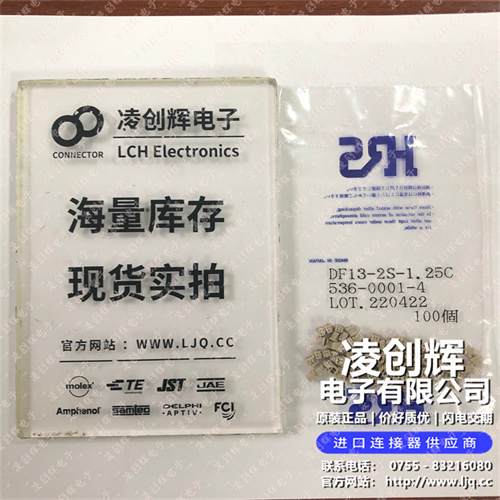 凌创辉电子
CONNECTOR
LCH Electronics
海量库存
现货实拍
官方网站 : WWW.LJQ.CC
molex
TE
JST
JAE
Amphenol
Samtec
DELPHI
• APTIV •
FCI
HRS
MADE IN JAPAN
DF13-2S-1.25C
536-0001-4
LOT. 220422
100個
凌创辉
电子有限公司
原装正品 | 价好质优 | 闪电交期
进口连接器供应商
联系电话: 0755 - 83216080
官方网站: http://www.ljq.cc